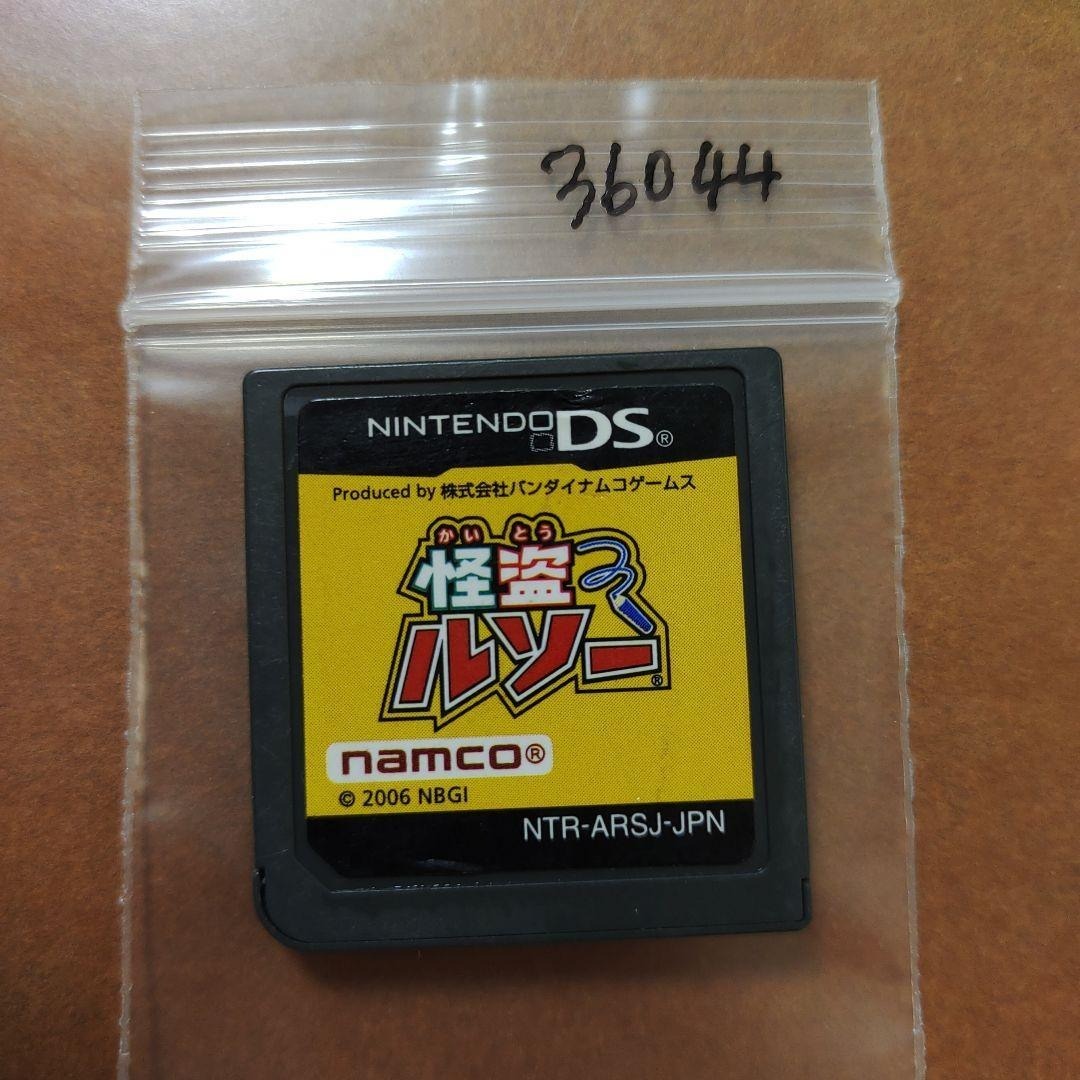 36044
NINTENDO DS®
Produced by 株式会社バンダイナムコゲームス
かいとう
怪盗
ルソー®
namco®
© 2006 NBGI
NTR-ARSJ-JPN